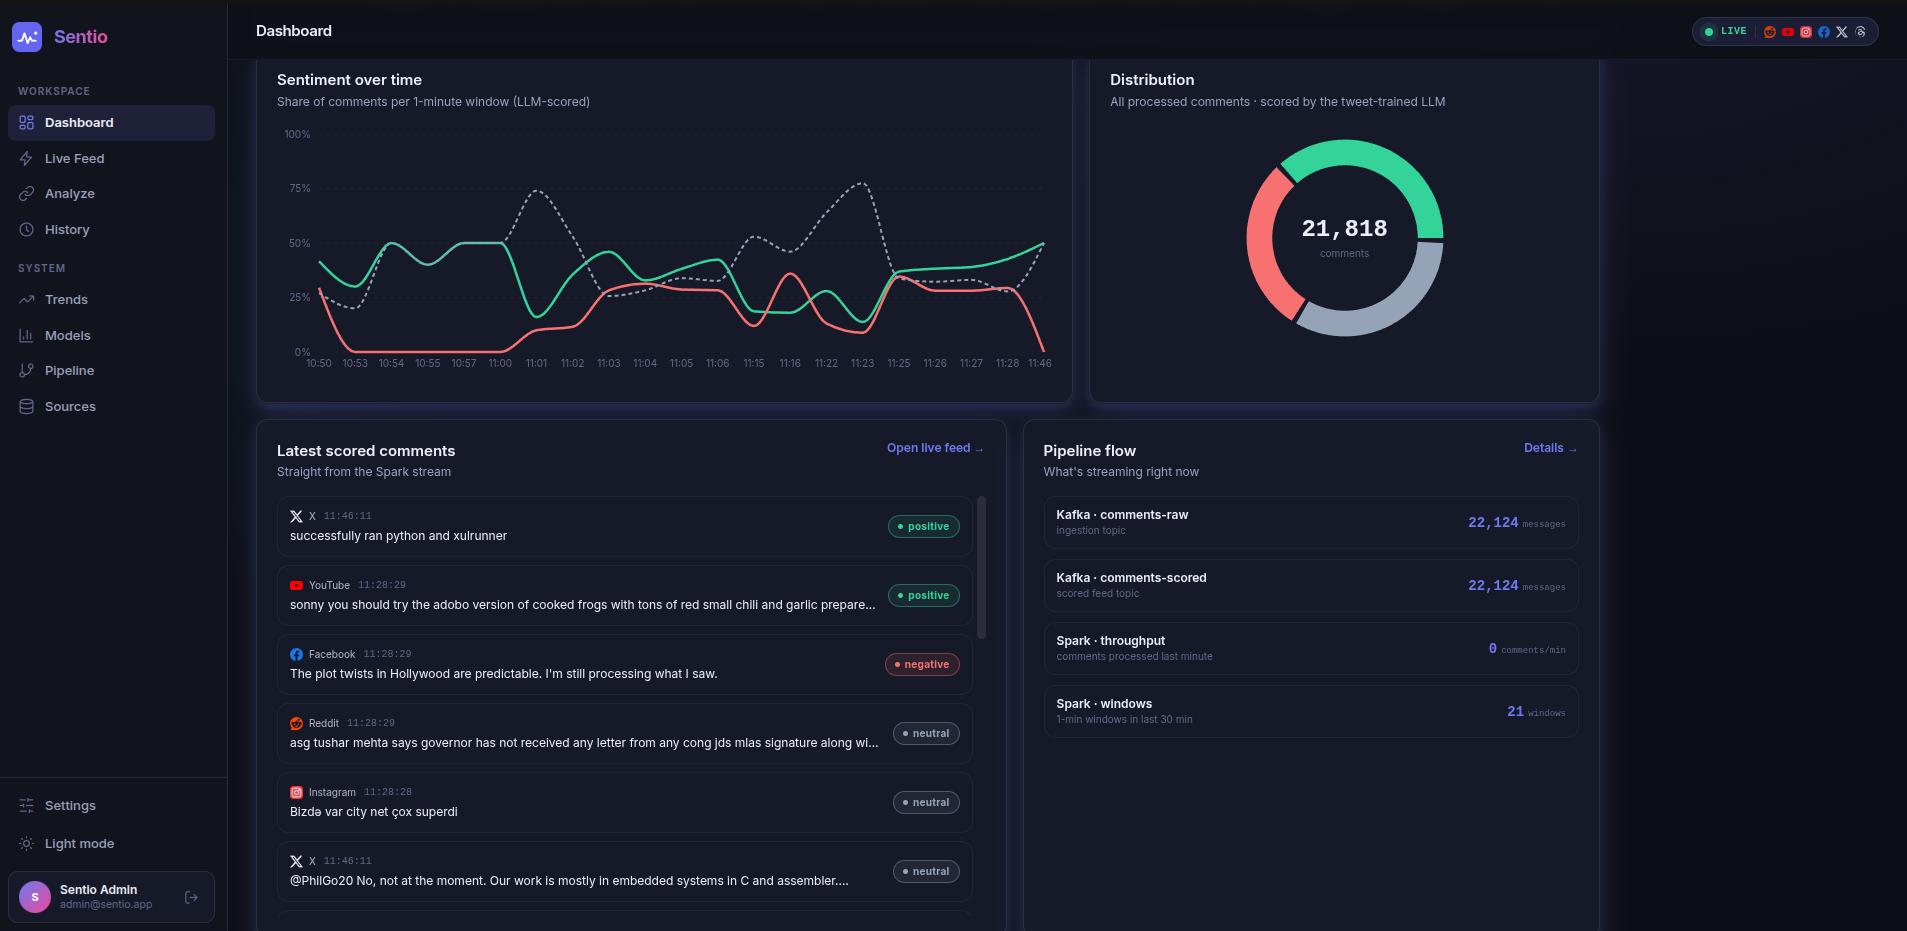 Sentio
WORKSPACE
Dashboard
Live Feed
Analyze
History
SYSTEM
Trends
Models
Pipeline
Sources
Settings
Light mode
S
Sentio Admin
admin@sentio.app
Dashboard
LIVE
Sentiment over time
Share of comments per 1-minute window (LLM-scored)
100%
75%
50%
25%
0%
10:50 10:53 10:54 10:55 10:57 11:00 11:01 11:02 11:03 11:04 11:05 11:06 11:15 11:16 11:22 11:23 11:25 11:26 11:27 11:28 11:46
Distribution
All processed comments · scored by the tweet-trained LLM
21,818
comments
Latest scored comments
Open live feed →
Straight from the Spark stream
X 11:46:11
successfully ran python and xulrunner
positive
YouTube 11:28:29
sonny you should try the adobo version of cooked frogs with tons of red small chili and garlic prepare...
positive
Facebook 11:28:29
The plot twists in Hollywood are predictable. I'm still processing what I saw.
negative
Reddit 11:28:29
asg tushar mehta says governor has not received any letter from any cong jds mlas signature along wi...
neutral
Instagram 11:28:28
Bizdə var city net çox superdi
neutral
X 11:46:11
@PhilGo20 No, not at the moment. Our work is mostly in embedded systems in C and assembler....
neutral
Pipeline flow
Details →
What's streaming right now
Kafka · comments-raw
ingestion topic
22,124 messages
Kafka · comments-scored
scored feed topic
22,124 messages
Spark · throughput
comments processed last minute
0 comments/min
Spark · windows
1-min windows in last 30 min
21 windows